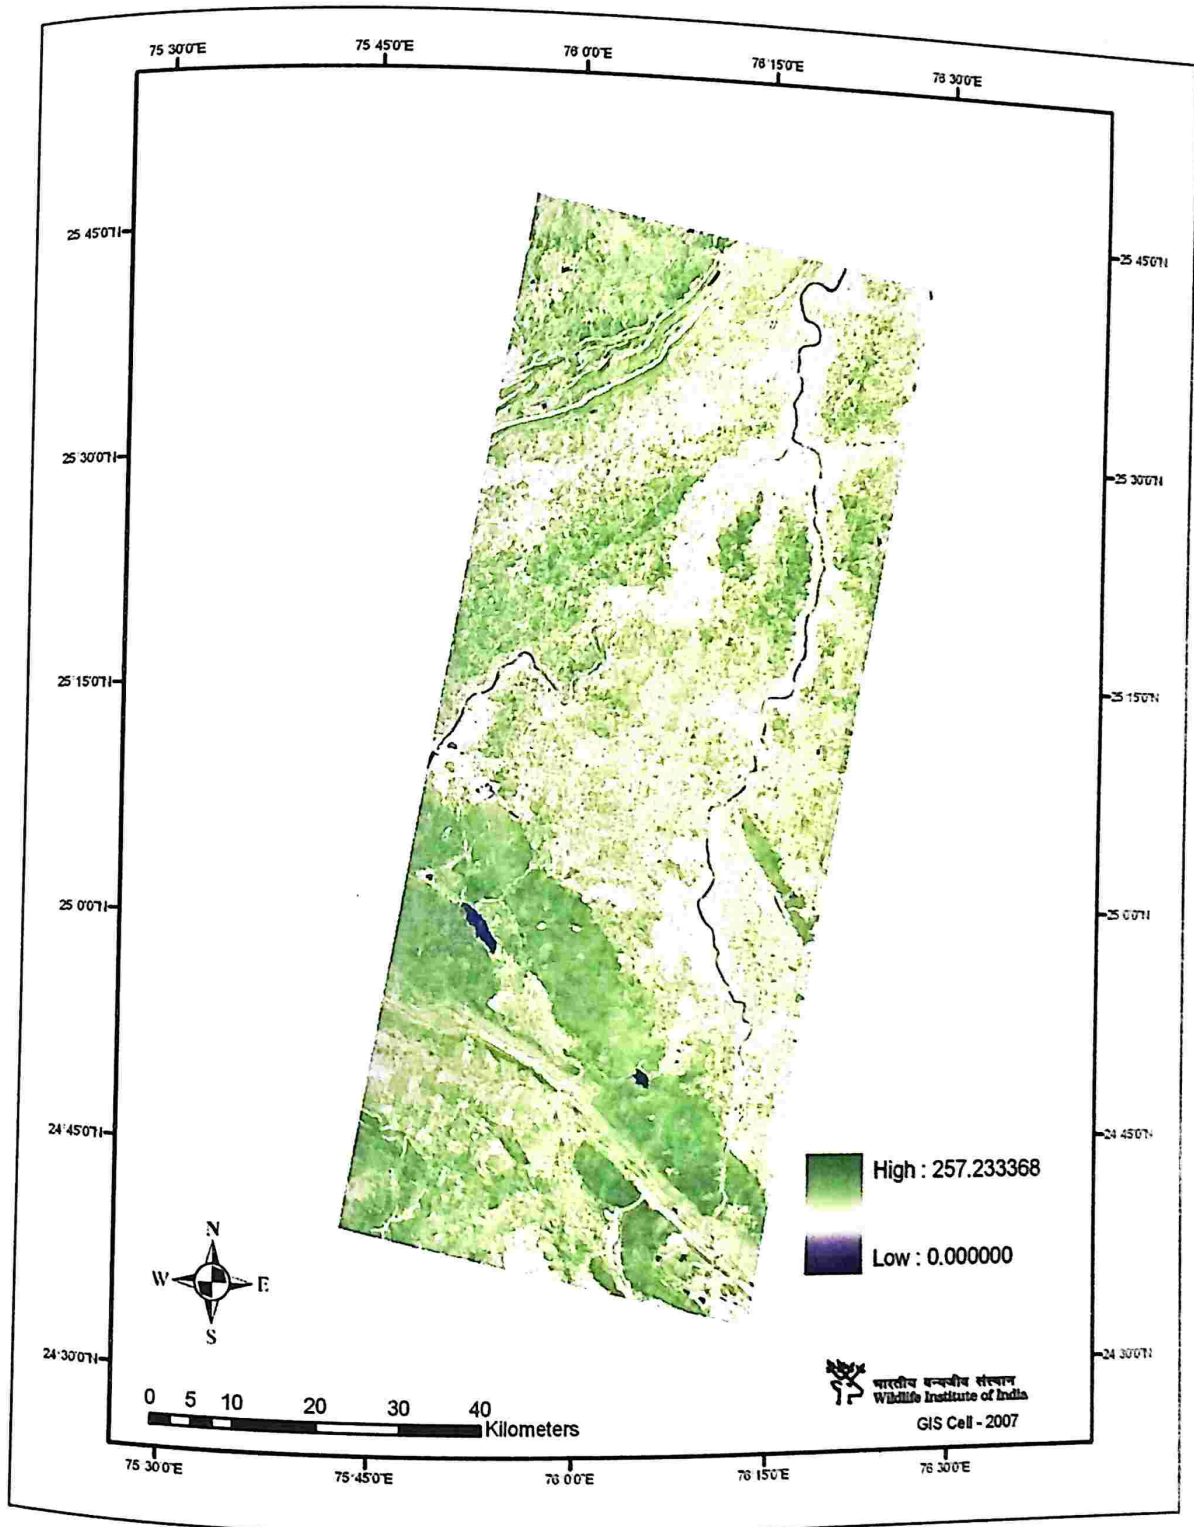 75 30'0"E
75 45'0"E
76 0'0"E
76 15'0"E
76 30'0"E
25 45'0"N
25 45'0"N
25 30'0"N
25 30'0"N
25 15'0"N
25 15'0"N
25 0'0"N
25 0'0"N
24 45'0"N
24 45'0"N
High : 257.233368
Low : 0.000000
N
W
E
S
24 30'0"N
24 30'0"N
0 5 10 20 30 40
Kilometers
भारतीय वन्यजीव संस्थान
Wildlife Institute of India
GIS Cell - 2007
75 30'0"E
75 45'0"E
76 0'0"E
76 15'0"E
76 30'0"E